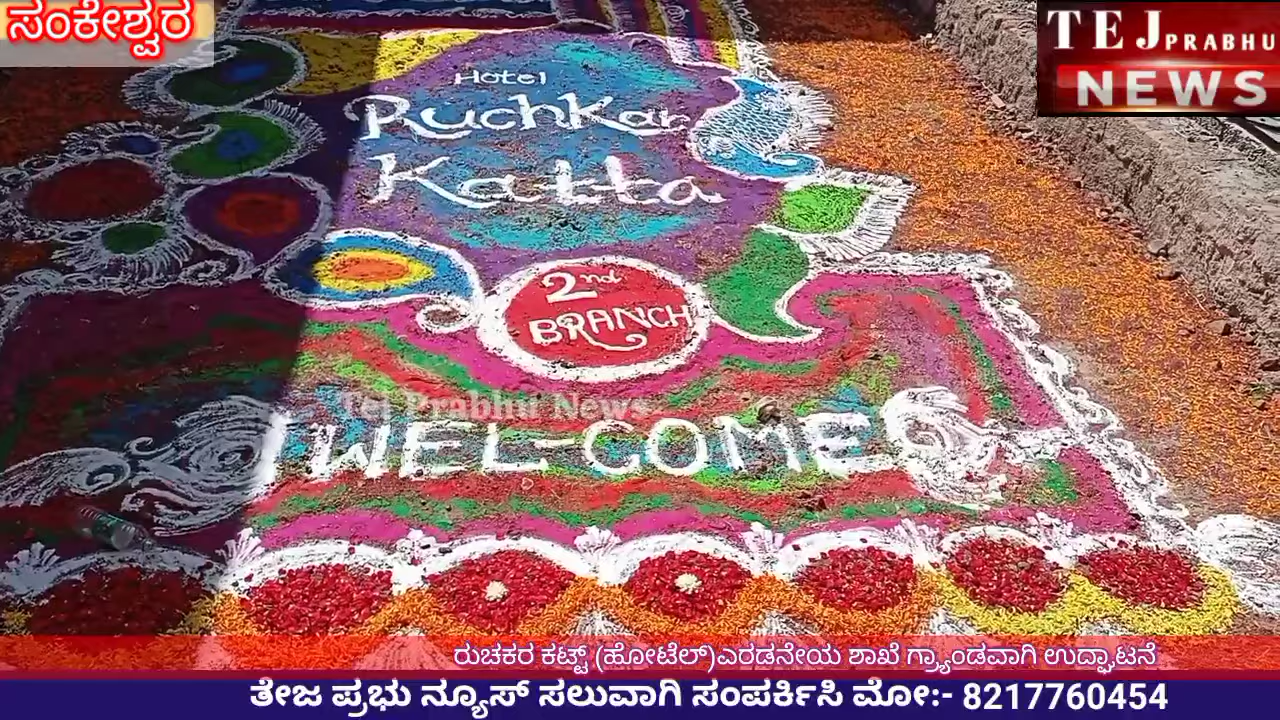 ಸಂಕೇಶ್ವರ
TEJ PRABHU
NEWS
Hotel
Ruchkar
Katta
2nd
BRANCH
Tej Prabhu News
WEL-COME
ರುಚಕರ ಕಟ್ಟ್ (ಹೋಟೆಲ್)ಎರಡನೇಯ ಶಾಖೆ ಗ್ರ್ಯಾಂಡವಾಗಿ ಉದ್ಘಾಟನೆ
ತೇಜ ಪ್ರಭು ನ್ಯೂಸ್ ಸಲುವಾಗಿ ಸಂಪರ್ಕಿಸಿ ಮೋ:- 8217760454